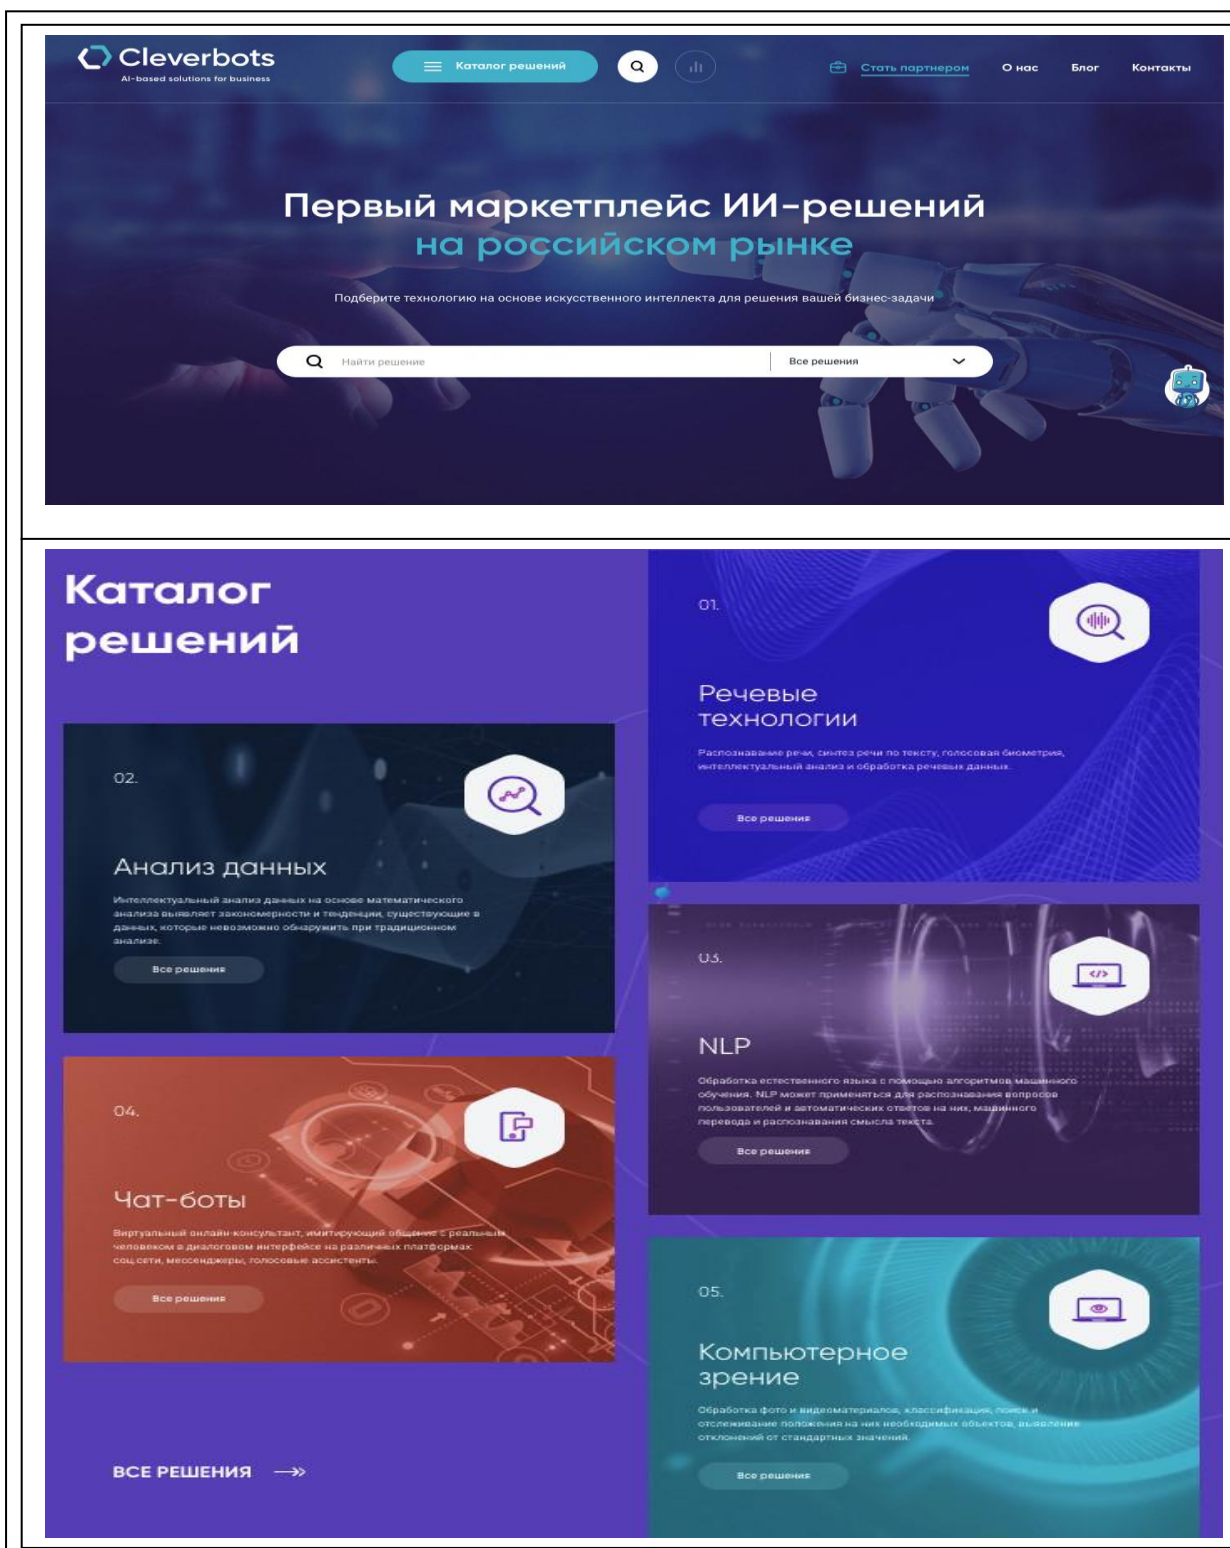 Cleverbots
AI-based solutions for business
Каталог решений
Стать партнером
О нас
Блог
Контакты
Первый маркетплейс ИИ-решений
на российском рынке
Подберите технологию на основе искусственного интеллекта для решения вашей бизнес-задачи
Найти решение
Все решения
Каталог
решений
01.
Речевые
технологии
Распознавание речи, синтез речи по тексту, голосовая биометрия,
интеллектуальный анализ и обработка речевых данных.
Все решения
02.
Анализ данных
Интеллектуальный анализ данных на основе математического
анализа выявляет закономерности и тенденции, существующие в
данных, которые невозможно обнаружить при традиционном
анализе.
Все решения
03.
NLP
Обработка естественного языка с помощью алгоритмов машинного
обучения. NLP может применяться для распознавания вопросов
пользователей и автоматических ответов на них, машинного
перевода и распознавания смысла текста.
Все решения
04.
Чат-боты
Виртуальный онлайн-консультант, имитирующий общение с реальным
человеком в диалоговом интерфейсе на различных платформах:
соц.сети, мессенджеры, голосовые ассистенты.
Все решения
05.
Компьютерное
зрение
Обработка фото и видеоматериалов, классификация, поиск и
отслеживание положения на них необходимых объектов, выявление
отклонений от стандартных значений.
Все решения
ВСЕ РЕШЕНИЯ